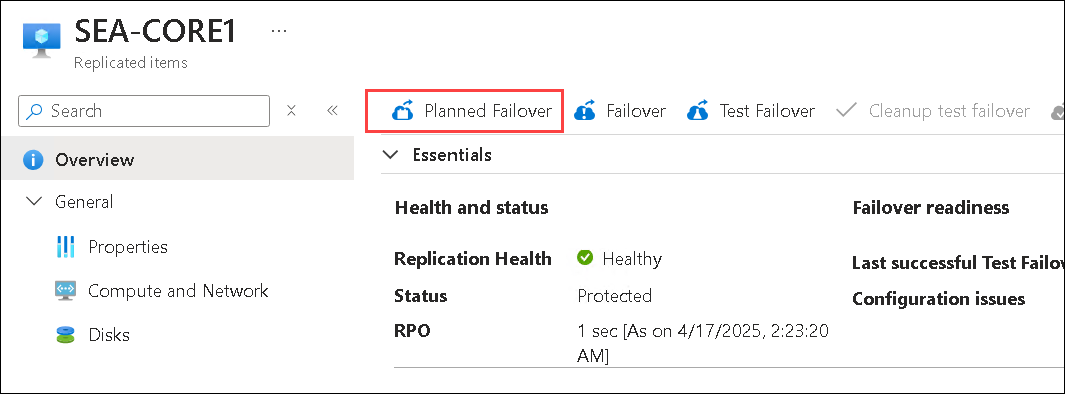 SEA-CORE1 ...
Replicated items
Search
Planned Failover Failover Test Failover Cleanup test failover
Overview
Essentials
General
Health and status Failover readiness
Properties
Replication Health Healthy Last successful Test Failov
Compute and Network
Status Protected Configuration issues
Disks
RPO 1 sec [As on 4/17/2025, 2:23:20
AM]